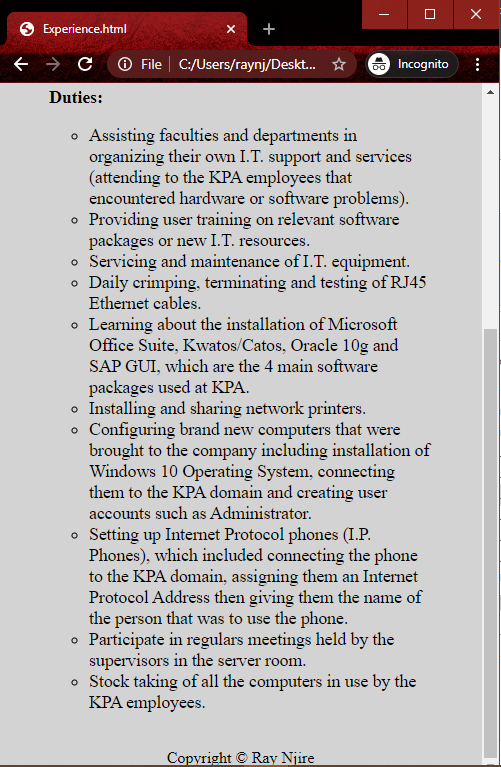 Experience.html
File | C:/Users/raynj/Deskt... Incognito
Duties:
Assisting faculties and departments in
organizing their own I.T. support and services
(attending to the KPA employees that
encountered hardware or software problems).
Providing user training on relevant software
packages or new I.T. resources.
Servicing and maintenance of I.T. equipment.
Daily crimping, terminating and testing of RJ45
Ethernet cables.
Learning about the installation of Microsoft
Office Suite, Kwatos/Catos, Oracle 10g and
SAP GUI, which are the 4 main software
packages used at KPA.
Installing and sharing network printers.
Configuring brand new computers that were
brought to the company including installation of
Windows 10 Operating System, connecting
them to the KPA domain and creating user
accounts such as Administrator.
Setting up Internet Protocol phones (I.P.
Phones), which included connecting the phone
to the KPA domain, assigning them an Internet
Protocol Address then giving them the name of
the person that was to use the phone.
Participate in regulars meetings held by the
supervisors in the server room.
Stock taking of all the computers in use by the
KPA employees.
Copyright © Ray Njire